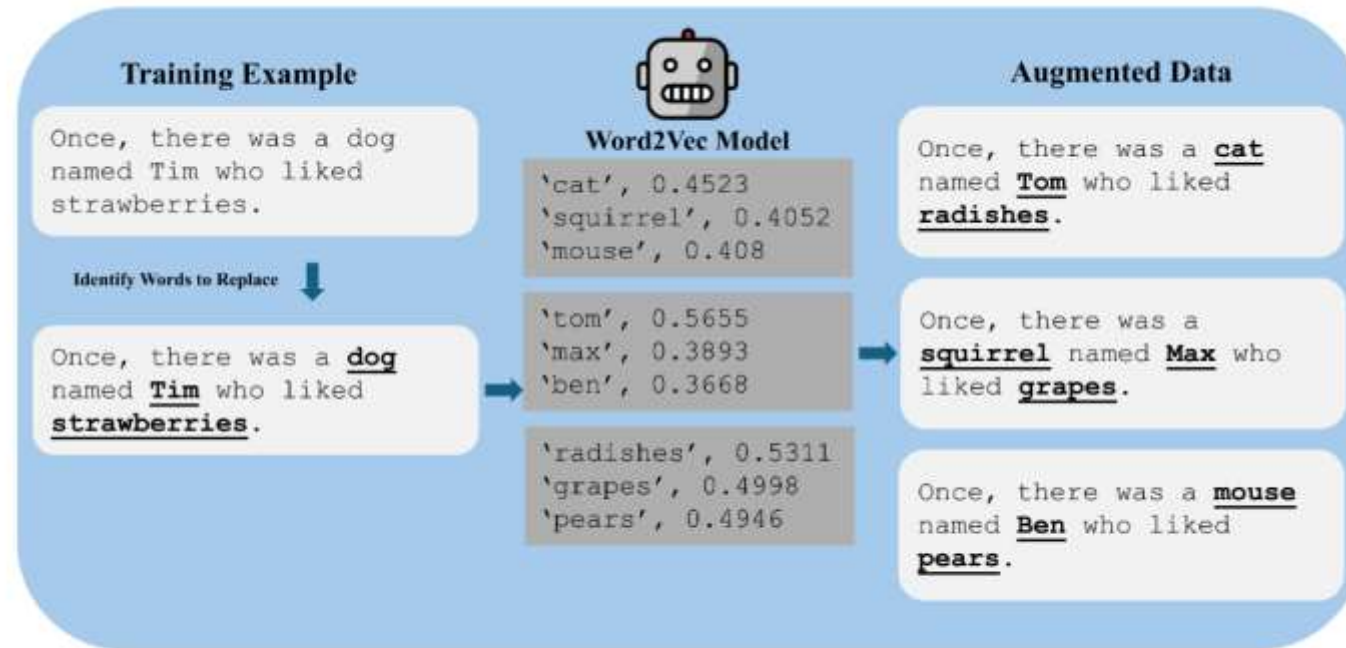 Training Example
Once, there was a dog
named Tim who liked
strawberries.
Identify Words to Replace
Once, there was a dog
named Tim who liked
strawberries.
Word2Vec Model
‘cat’, 0.4523
‘squirrel’, 0.4052
‘mouse’, 0.408
‘tom’, 0.5655
‘max’, 0.3893
‘ben’, 0.3668
‘radishes’, 0.5311
‘grapes’, 0.4998
‘pears’, 0.4946
Augmented Data
Once, there was a cat
named Tom who liked
radishes.
Once, there was a
squirrel named Max who
liked grapes.
Once, there was a mouse
named Ben who liked
pears.